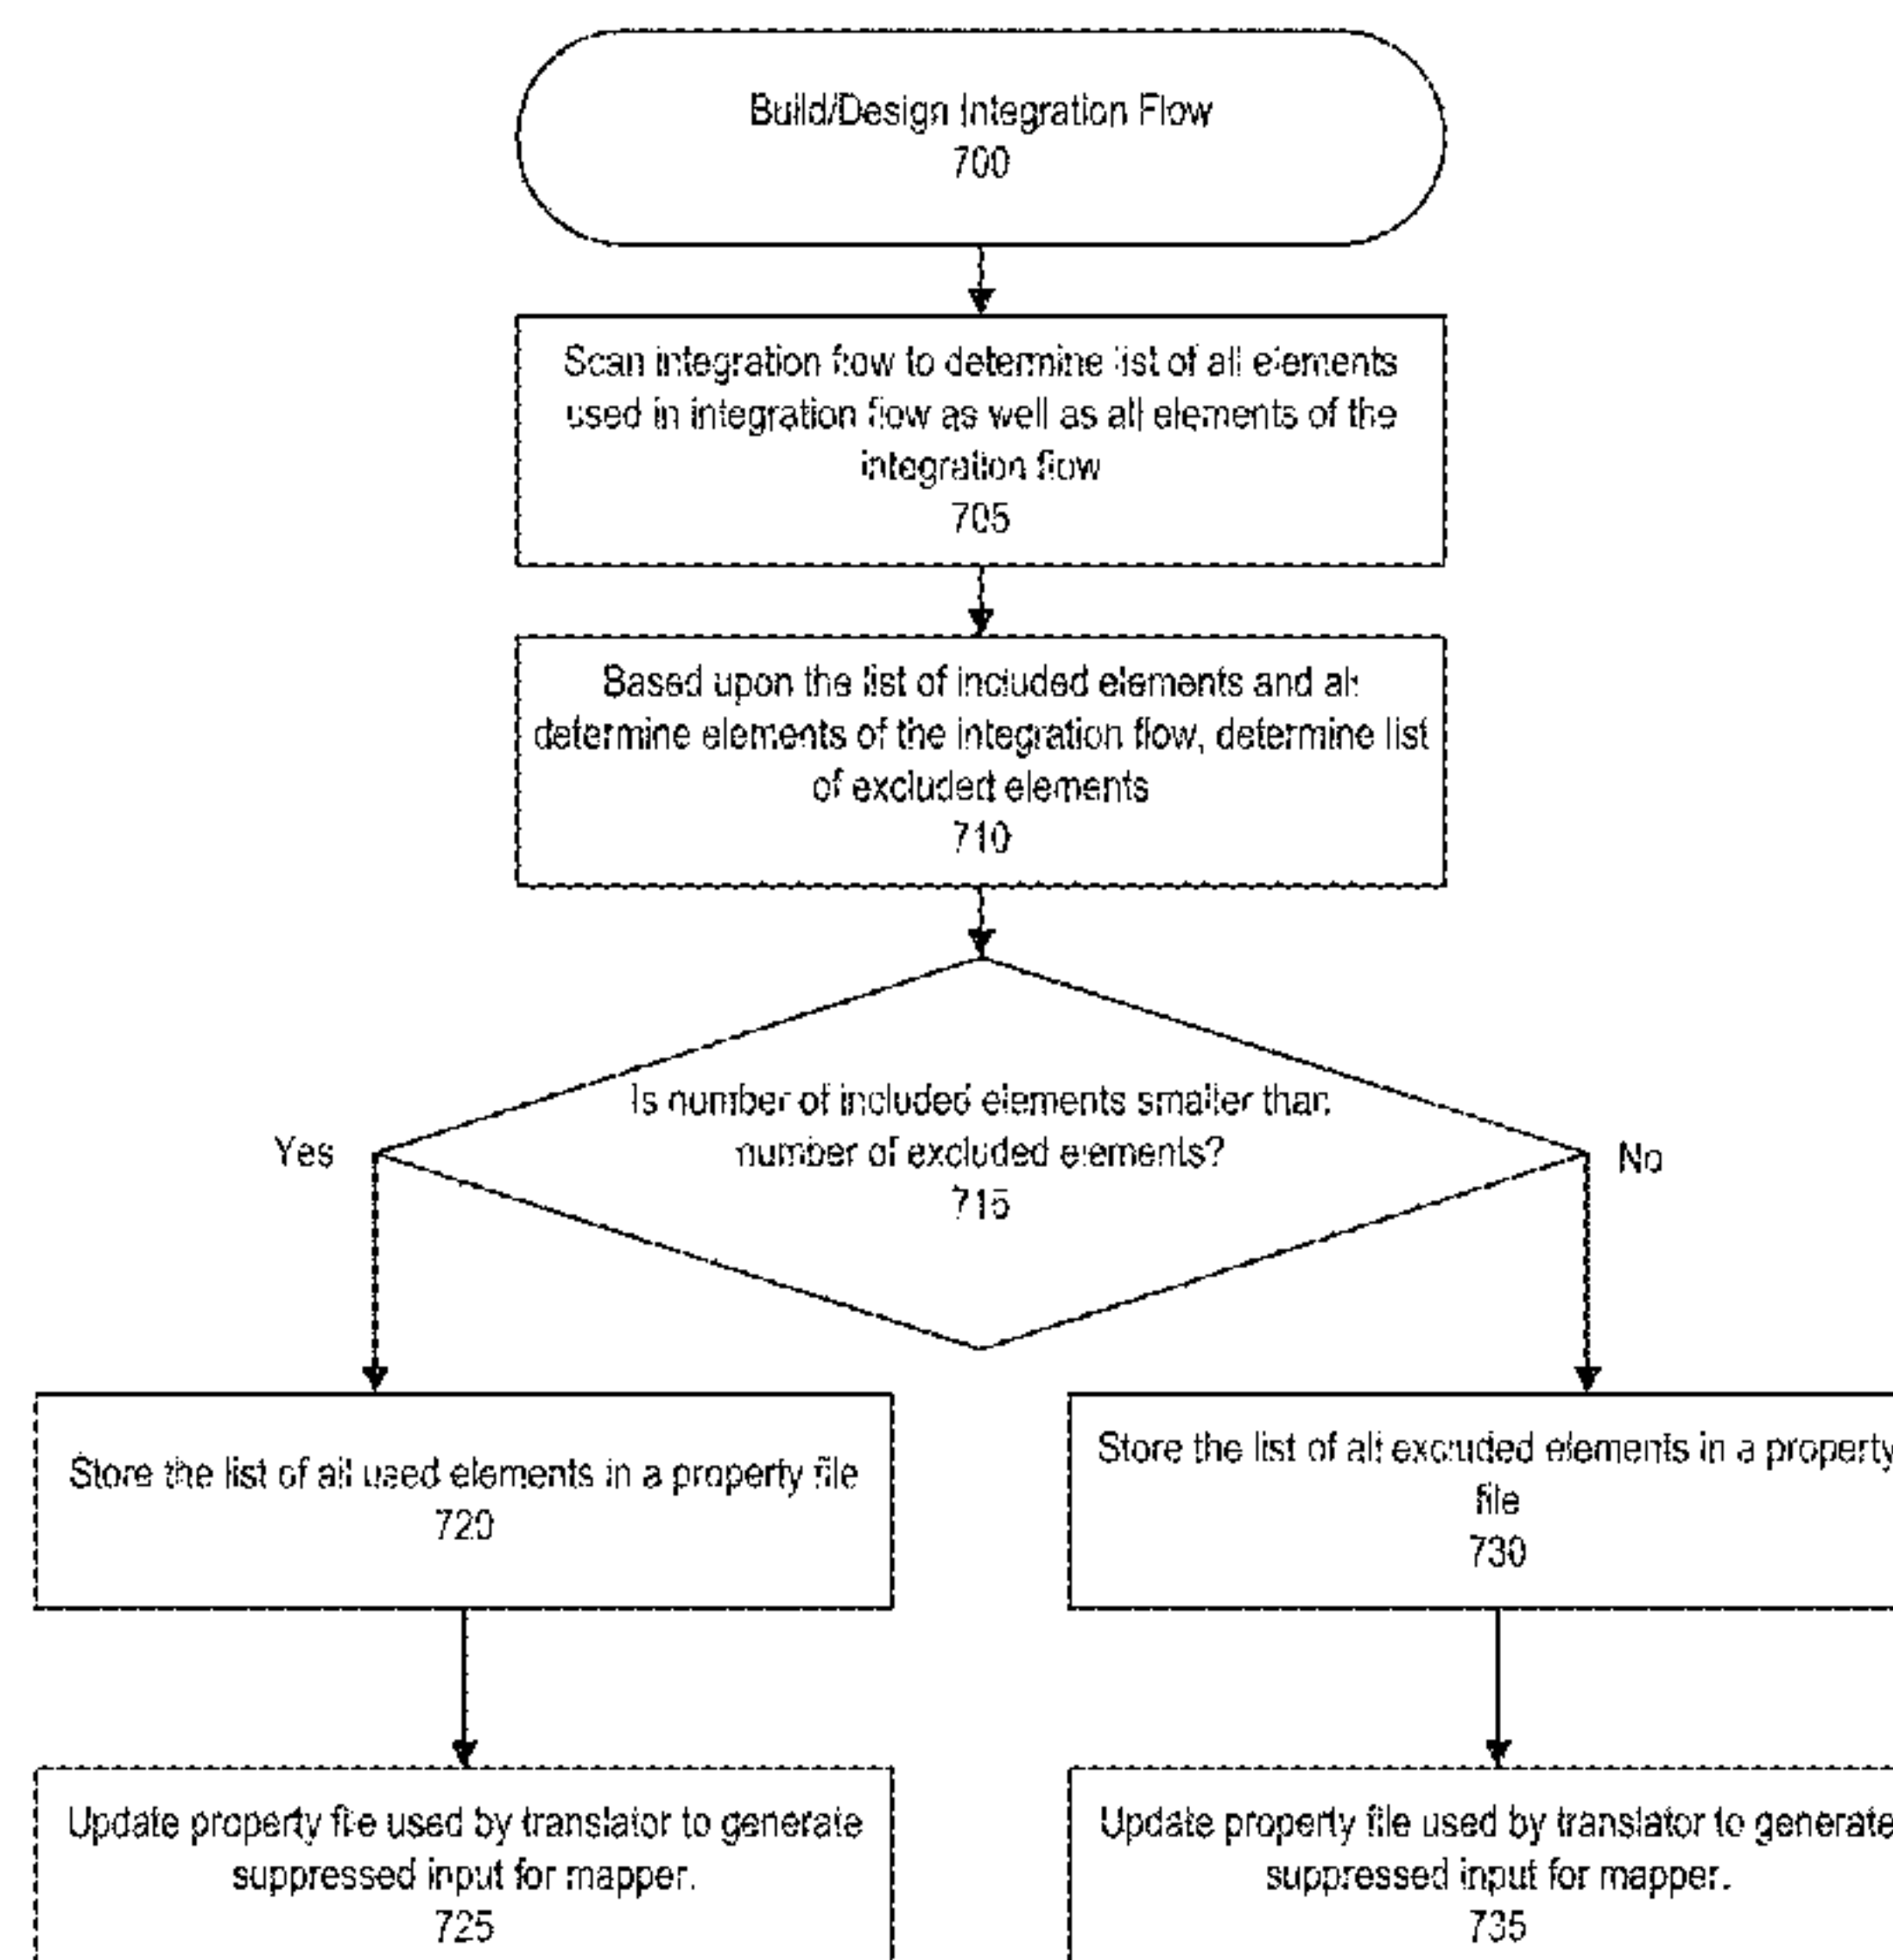 Build/Design Integration Flow
700
Scan integration flow to determine list of all elements
used in integration flow as well as all elements of the
integration flow
705
Based upon the list of included elements and all
determine elements of the integration flow, determine list
of excluded elements
710
Is number of included elements smaller than
number of excluded elements?
715
Yes
No
Store the list of all used elements in a property file
720
Store the list of all excluded elements in a property
file
730
Update property file used by translator to generate
suppressed input for mapper.
725
Update property file used by translator to generate
suppressed input for mapper.
735